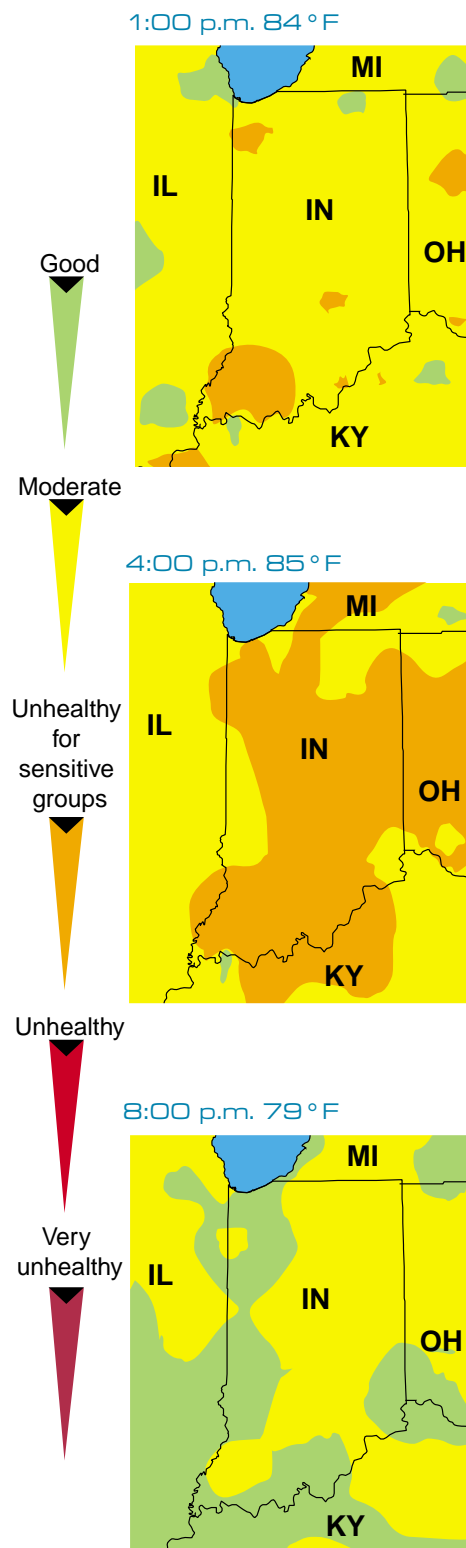 1:00 p.m. 84°F
MI
IL
IN
OH
KY
Good
Moderate
4:00 p.m. 85°F
MI
IL
IN
OH
KY
Unhealthy
for
sensitive
groups
Unhealthy
8:00 p.m. 79°F
MI
IL
IN
OH
KY
Very
unhealthy